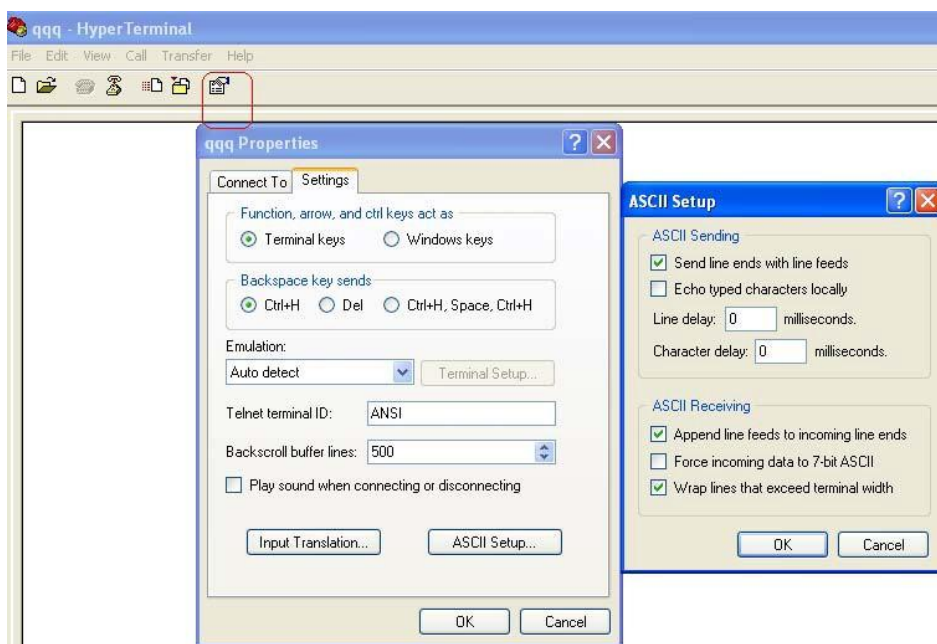 qqq - HyperTerminal
File Edit View Call Transfer Help
qqq Properties
Connect To Settings
Function, arrow, and ctrl keys act as
Terminal keys Windows keys
Backspace key sends
Ctrl+H Del Ctrl+H, Space, Ctrl+H
Emulation:
Auto detect Terminal Setup...
Telnet terminal ID: ANSI
Backscroll buffer lines: 500
Play sound when connecting or disconnecting
Input Translation... ASCII Setup...
OK Cancel
ASCII Setup
ASCII Sending
Send line ends with line feeds
Echo typed characters locally
Line delay: 0 milliseconds.
Character delay: 0 milliseconds.
ASCII Receiving
Append line feeds to incoming line ends
Force incoming data to 7-bit ASCII
Wrap lines that exceed terminal width
OK Cancel